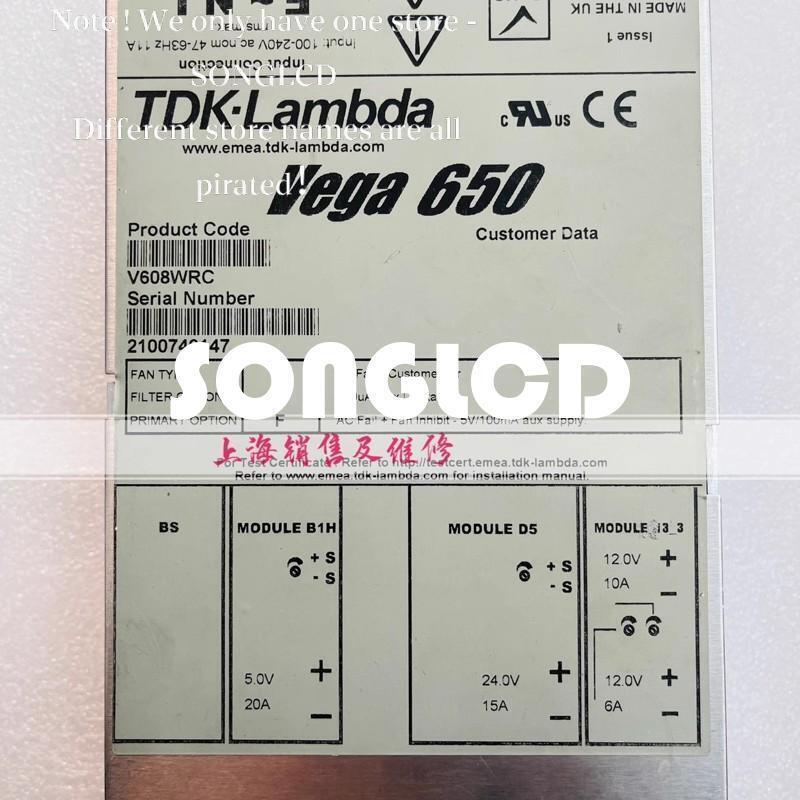 Note! We only have one store -
SONGLCD
Different store names are all
pirated!
rms max
Input: 100-240V ac nom 47-63Hz 11A
Input Connection
MADE IN THE UK
Issue 1
TDK-Lambda
c RU us CE
www.emea.tdk-lambda.com
Vega 650
Product Code
Customer Data
V608WRC
Serial Number
SONGLCD
FAN
Customer
FILTER
PRIMARY OPTION F AC Fail + Fan Inhibit - 5V/100mA aux supply.
上海销售及维修
For Test Certificate Refer to http://testcert.emea.tdk-lambda.com
Refer to www.emea.tdk-lambda.com for installation manual.
BS MODULE B1H MODULE D5 MODULE
+ S + S 12.0V +
- S - S 10A -
5.0V + 24.0V + 12.0V +
20A - 15A - 6A -